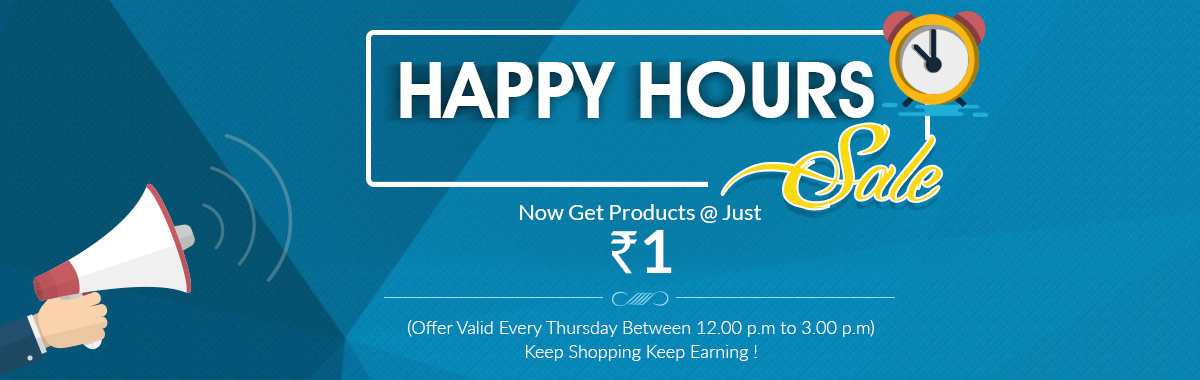 HAPPY HOURS
Sale
Now Get Products @ Just
₹1
(Offer Valid Every Thursday Between 12.00 p.m to 3.00 p.m)
Keep Shopping Keep Earning !